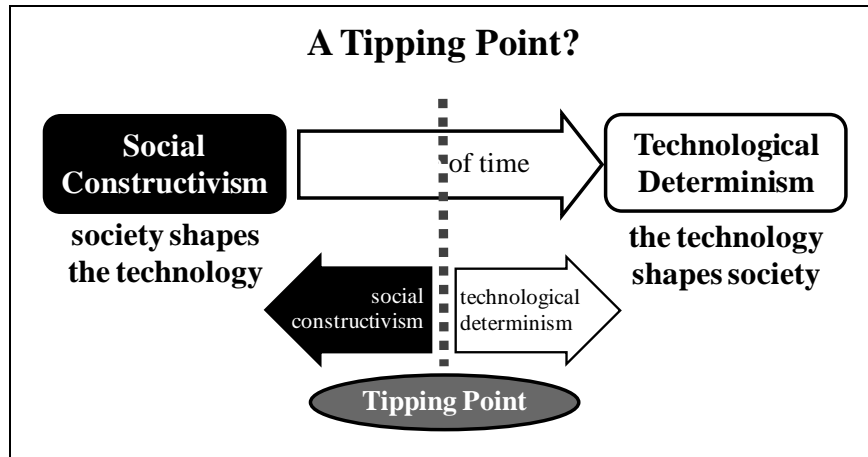 A Tipping Point?
Social
Constructivism
of time
Technological
Determinism
society shapes
the technology
the technology
shapes society
social
constructivism
technological
determinism
Tipping Point